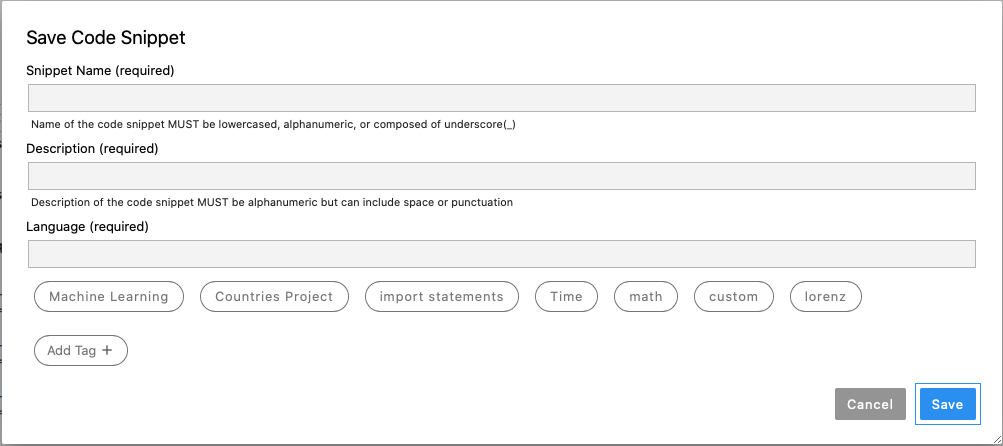 Save Code Snippet
Snippet Name (required)
Name of the code snippet MUST be lowercased, alphanumeric, or composed of underscore(_)
Description (required)
Description of the code snippet MUST be alphanumeric but can include space or punctuation
Language (required)
Machine Learning Countries Project import statements Time math custom lorenz
Add Tag +
Cancel Save